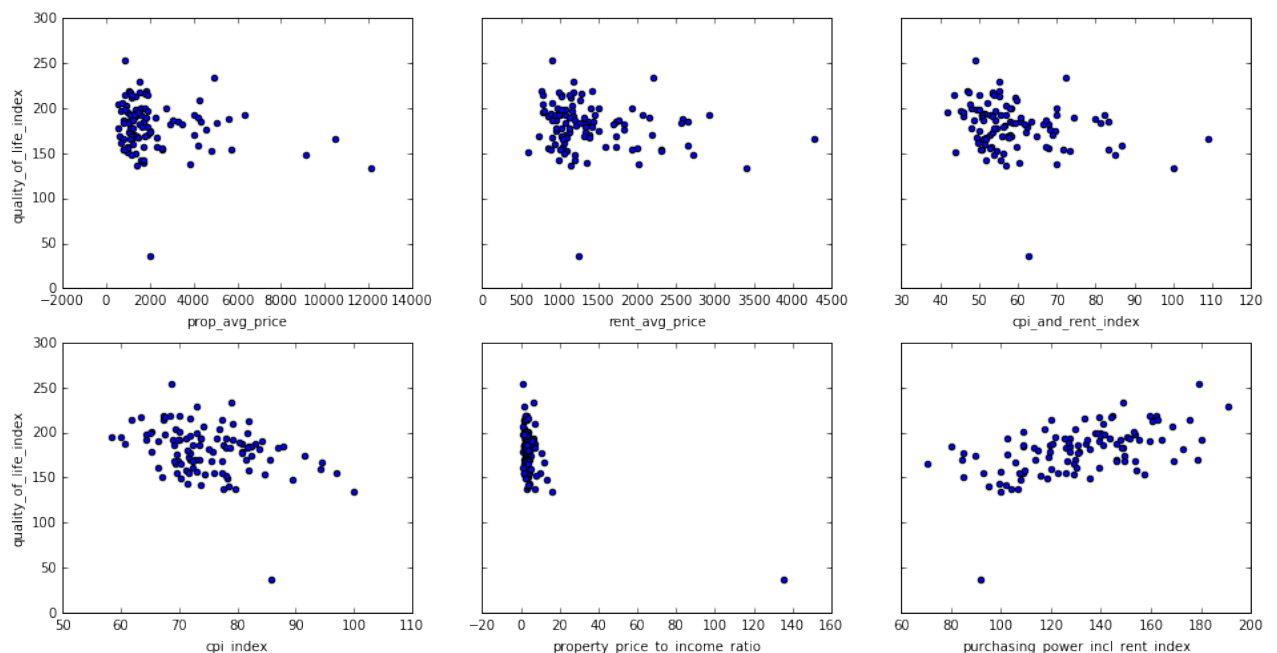 300
250
200
150
100
50
0
quality_of_life_index
−2000 0 2000 4000 6000 8000 10000 12000 14000
prop_avg_price
0 500 1000 1500 2000 2500 3000 3500 4000 4500
rent_avg_price
30 40 50 60 70 80 90 100 110 120
cpi_and_rent_index
300
250
200
150
100
50
0
quality_of_life_index
50 60 70 80 90 100 110
cpi_index
−20 0 20 40 60 80 100 120 140 160
property_price_to_income_ratio
60 80 100 120 140 160 180 200
purchasing_power_incl_rent_index